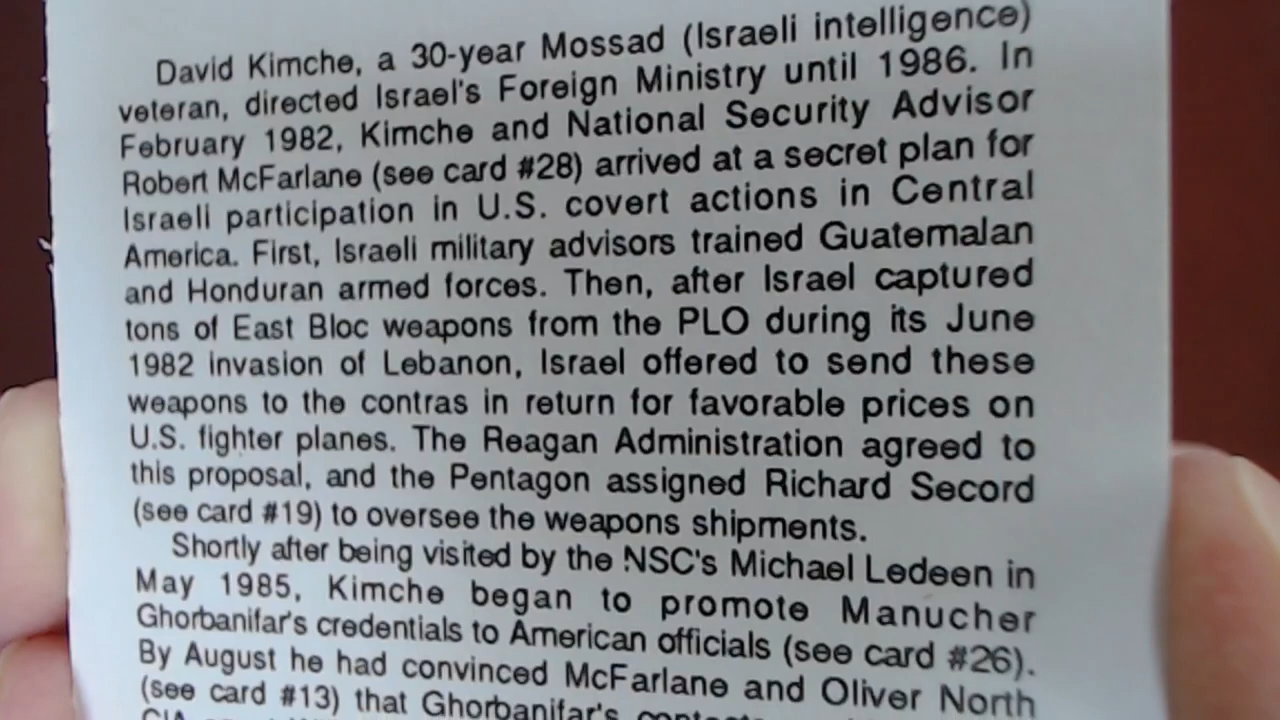 David Kimche, a 30-year Mossad (Israeli intelligence)
veteran, directed Israel's Foreign Ministry until 1986. In
February 1982, Kimche and National Security Advisor
Robert McFarlane (see card #28) arrived at a secret plan for
Israeli participation in U.S. covert actions in Central
America. First, Israeli military advisors trained Guatemalan
and Honduran armed forces. Then, after Israel captured
tons of East Bloc weapons from the PLO during its June
1982 invasion of Lebanon, Israel offered to send these
weapons to the contras in return for favorable prices on
U.S. fighter planes. The Reagan Administration agreed to
this proposal, and the Pentagon assigned Richard Secord
(see card #19) to oversee the weapons shipments.
Shortly after being visited by the NSC's Michael Ledeen in
May 1985, Kimche began to promote Manucher
Ghorbanifar's credentials to American officials (see card #26).
By August he had convinced McFarlane and Oliver North
(see card #13) that Ghorbanifar's